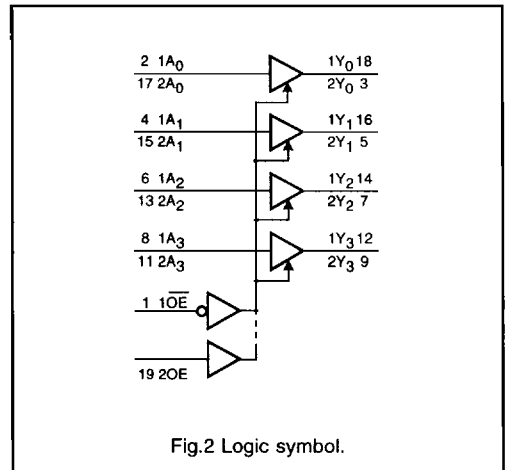 2 1A0 1Y0 18
17 2A0 2Y0 3
4 1A1 1Y1 16
15 2A1 2Y1 5
6 1A2 1Y2 14
13 2A2 2Y2 7
8 1A3 1Y3 12
11 2A3 2Y3 9
1 1O̅E̅
19 2OE
Fig.2 Logic symbol.